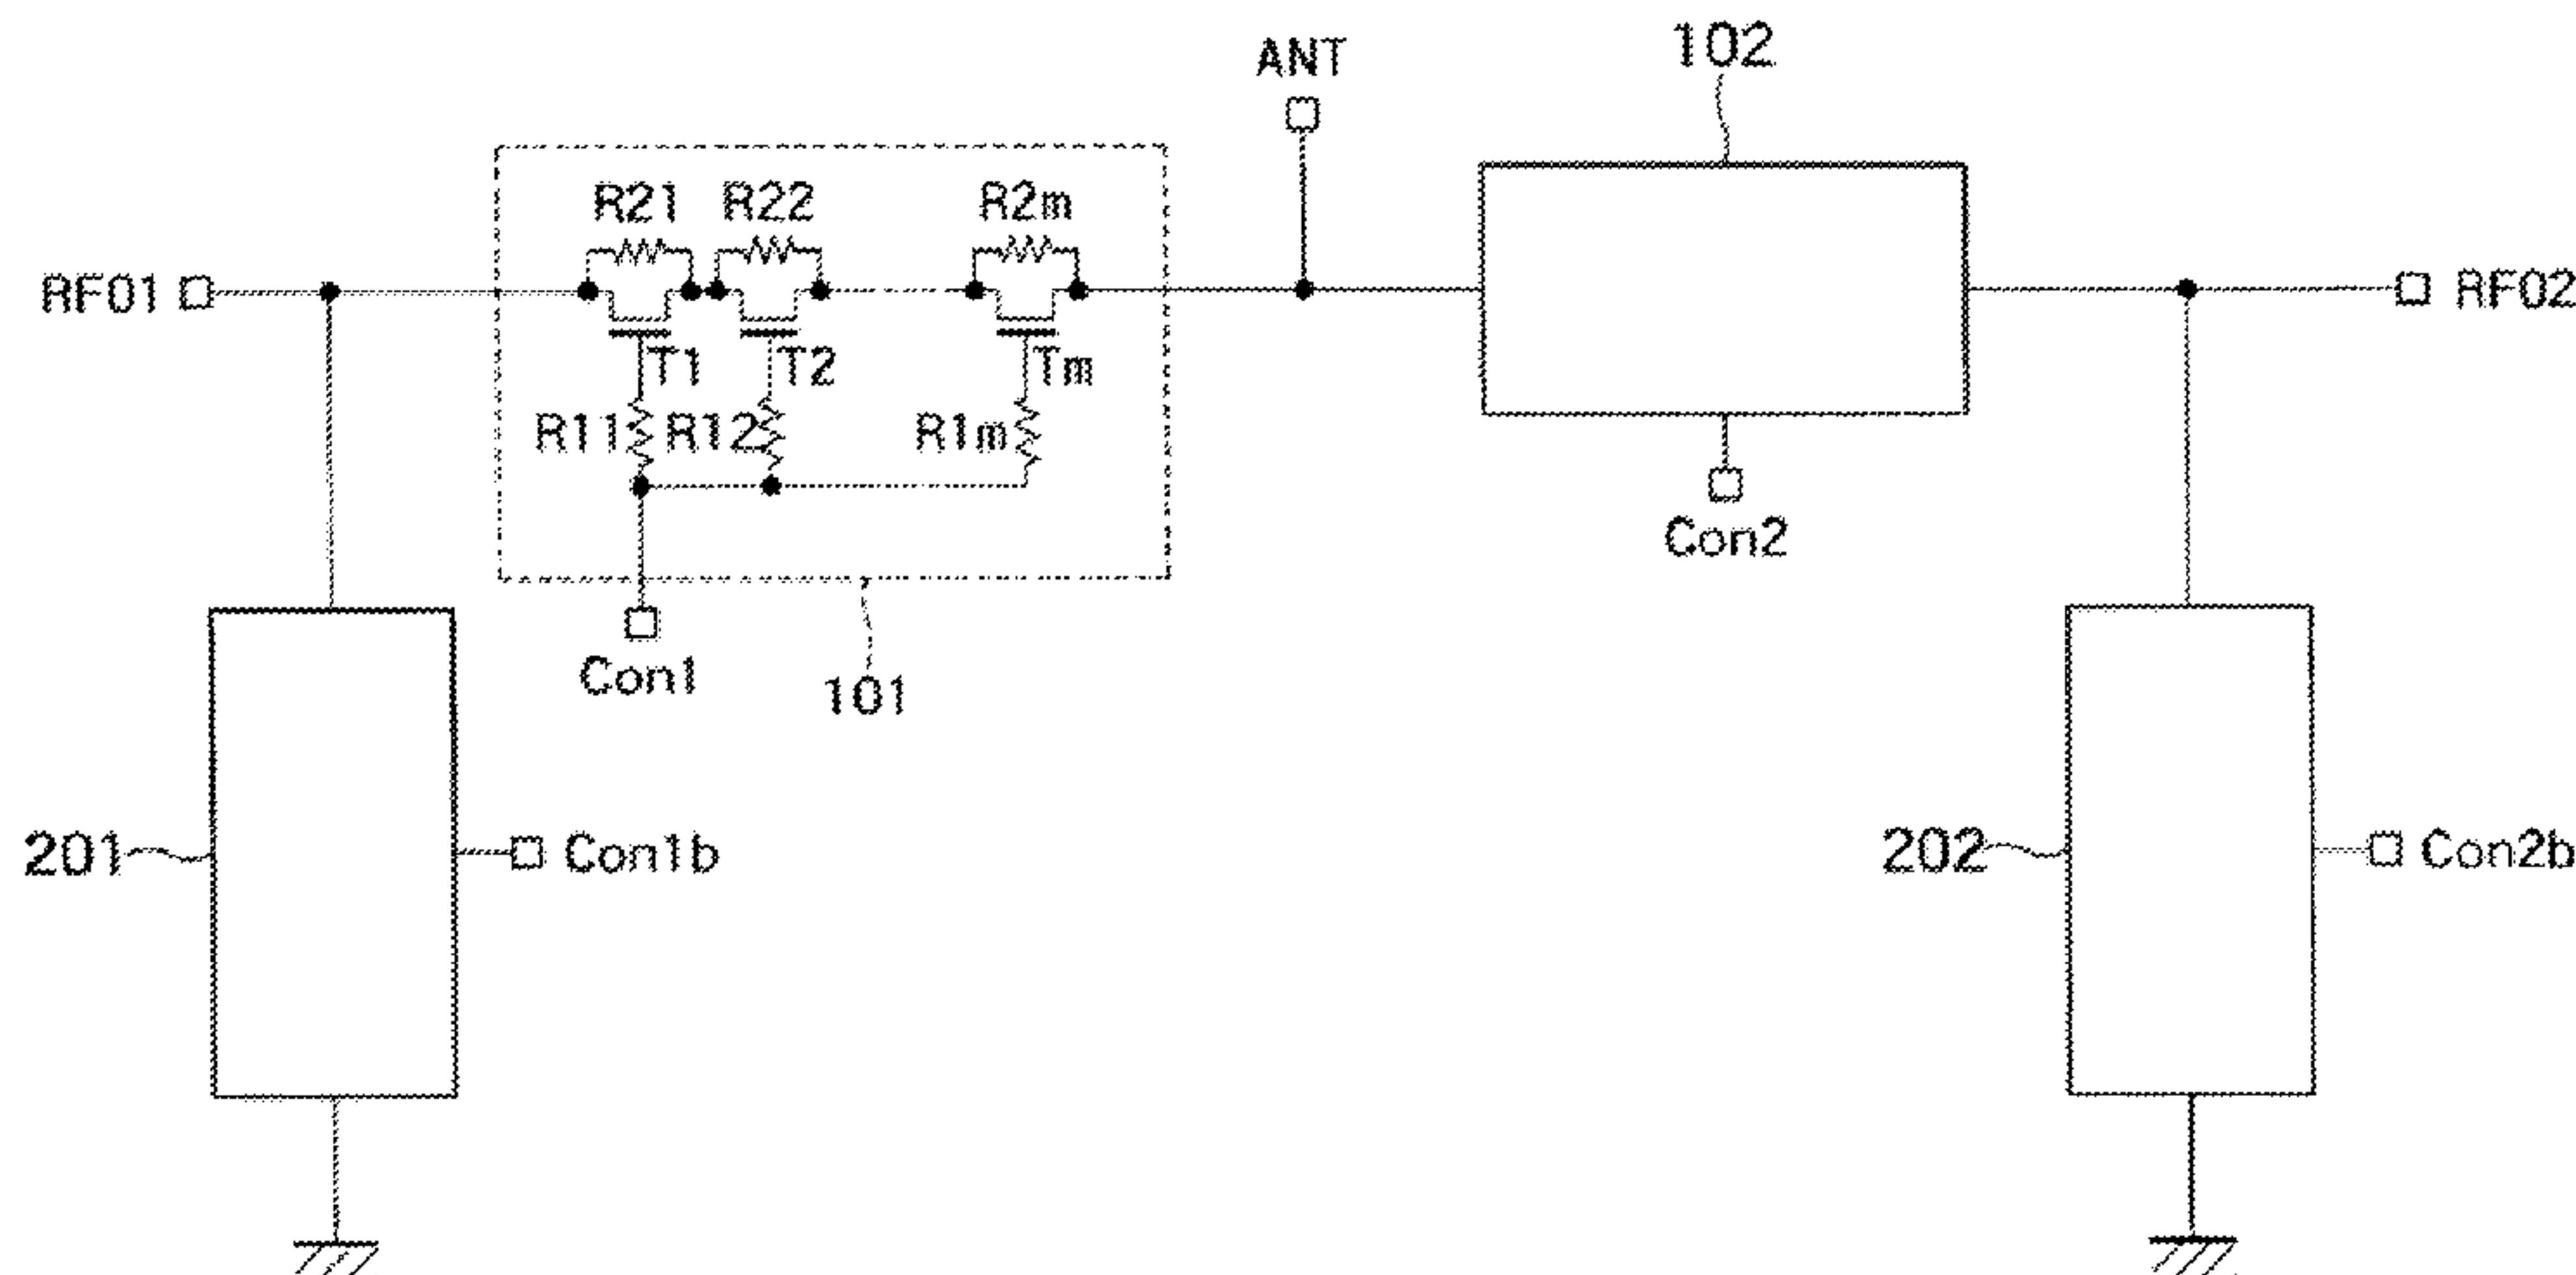 ANT
102
R21 R22 R2m
RF01
RF02
T1 T2 Tm
R11 R12 R1m
Con2
Con1
101
201
Con1b
202
Con2b